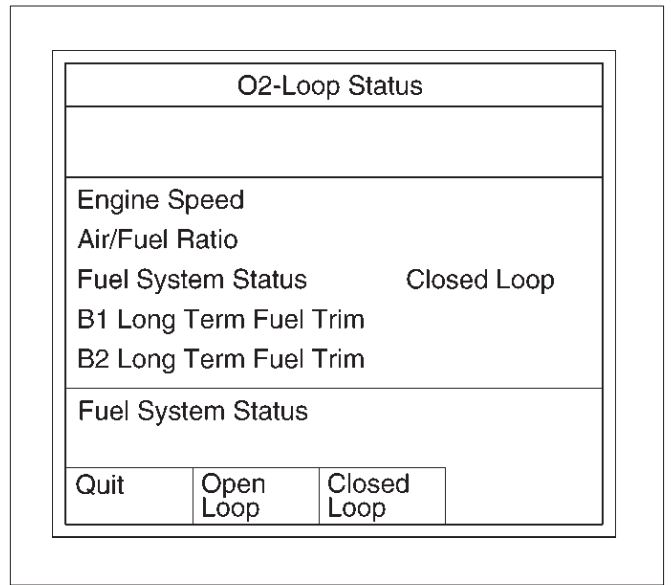 O2-Loop Status
Engine Speed
Air/Fuel Ratio
Fuel System Status Closed Loop
B1 Long Term Fuel Trim
B2 Long Term Fuel Trim
Fuel System Status
Quit
Open
Loop
Closed
Loop